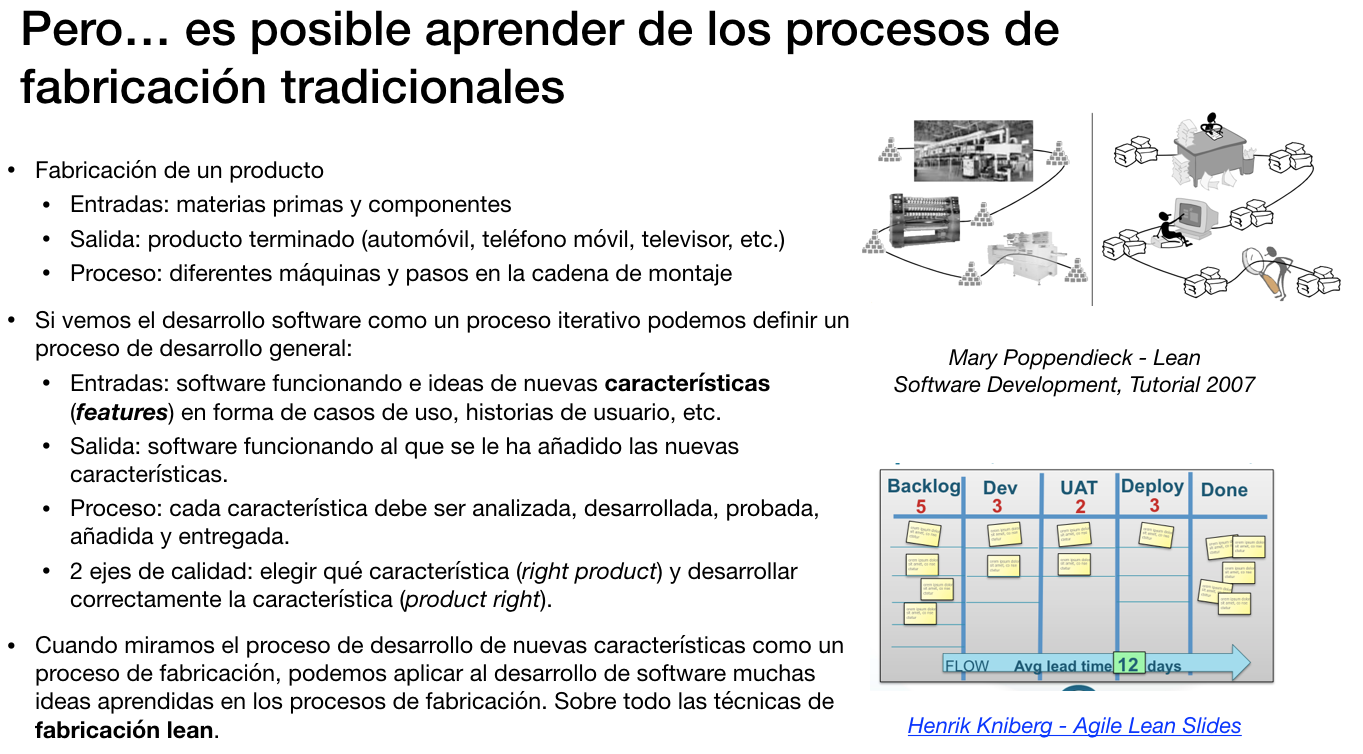 Pero… es posible aprender de los procesos de
fabricación tradicionales
• Fabricación de un producto
• Entradas: materias primas y componentes
• Salida: producto terminado (automóvil, teléfono móvil, televisor, etc.)
• Proceso: diferentes máquinas y pasos en la cadena de montaje
• Si vemos el desarrollo software como un proceso iterativo podemos definir un
proceso de desarrollo general:
• Entradas: software funcionando e ideas de nuevas características
(features) en forma de casos de uso, historias de usuario, etc.
• Salida: software funcionando al que se le ha añadido las nuevas
características.
• Proceso: cada característica debe ser analizada, desarrollada, probada,
añadida y entregada.
• 2 ejes de calidad: elegir qué característica (right product) y desarrollar
correctamente la característica (product right).
• Cuando miramos el proceso de desarrollo de nuevas características como un
proceso de fabricación, podemos aplicar al desarrollo de software muchas
ideas aprendidas en los procesos de fabricación. Sobre todo las técnicas de
fabricación lean.
Mary Poppendieck - Lean
Software Development, Tutorial 2007
Backlog Dev UAT Deploy Done
5 3 2 3
FLOW Avg lead time 12 days
Henrik Kniberg - Agile Lean Slides